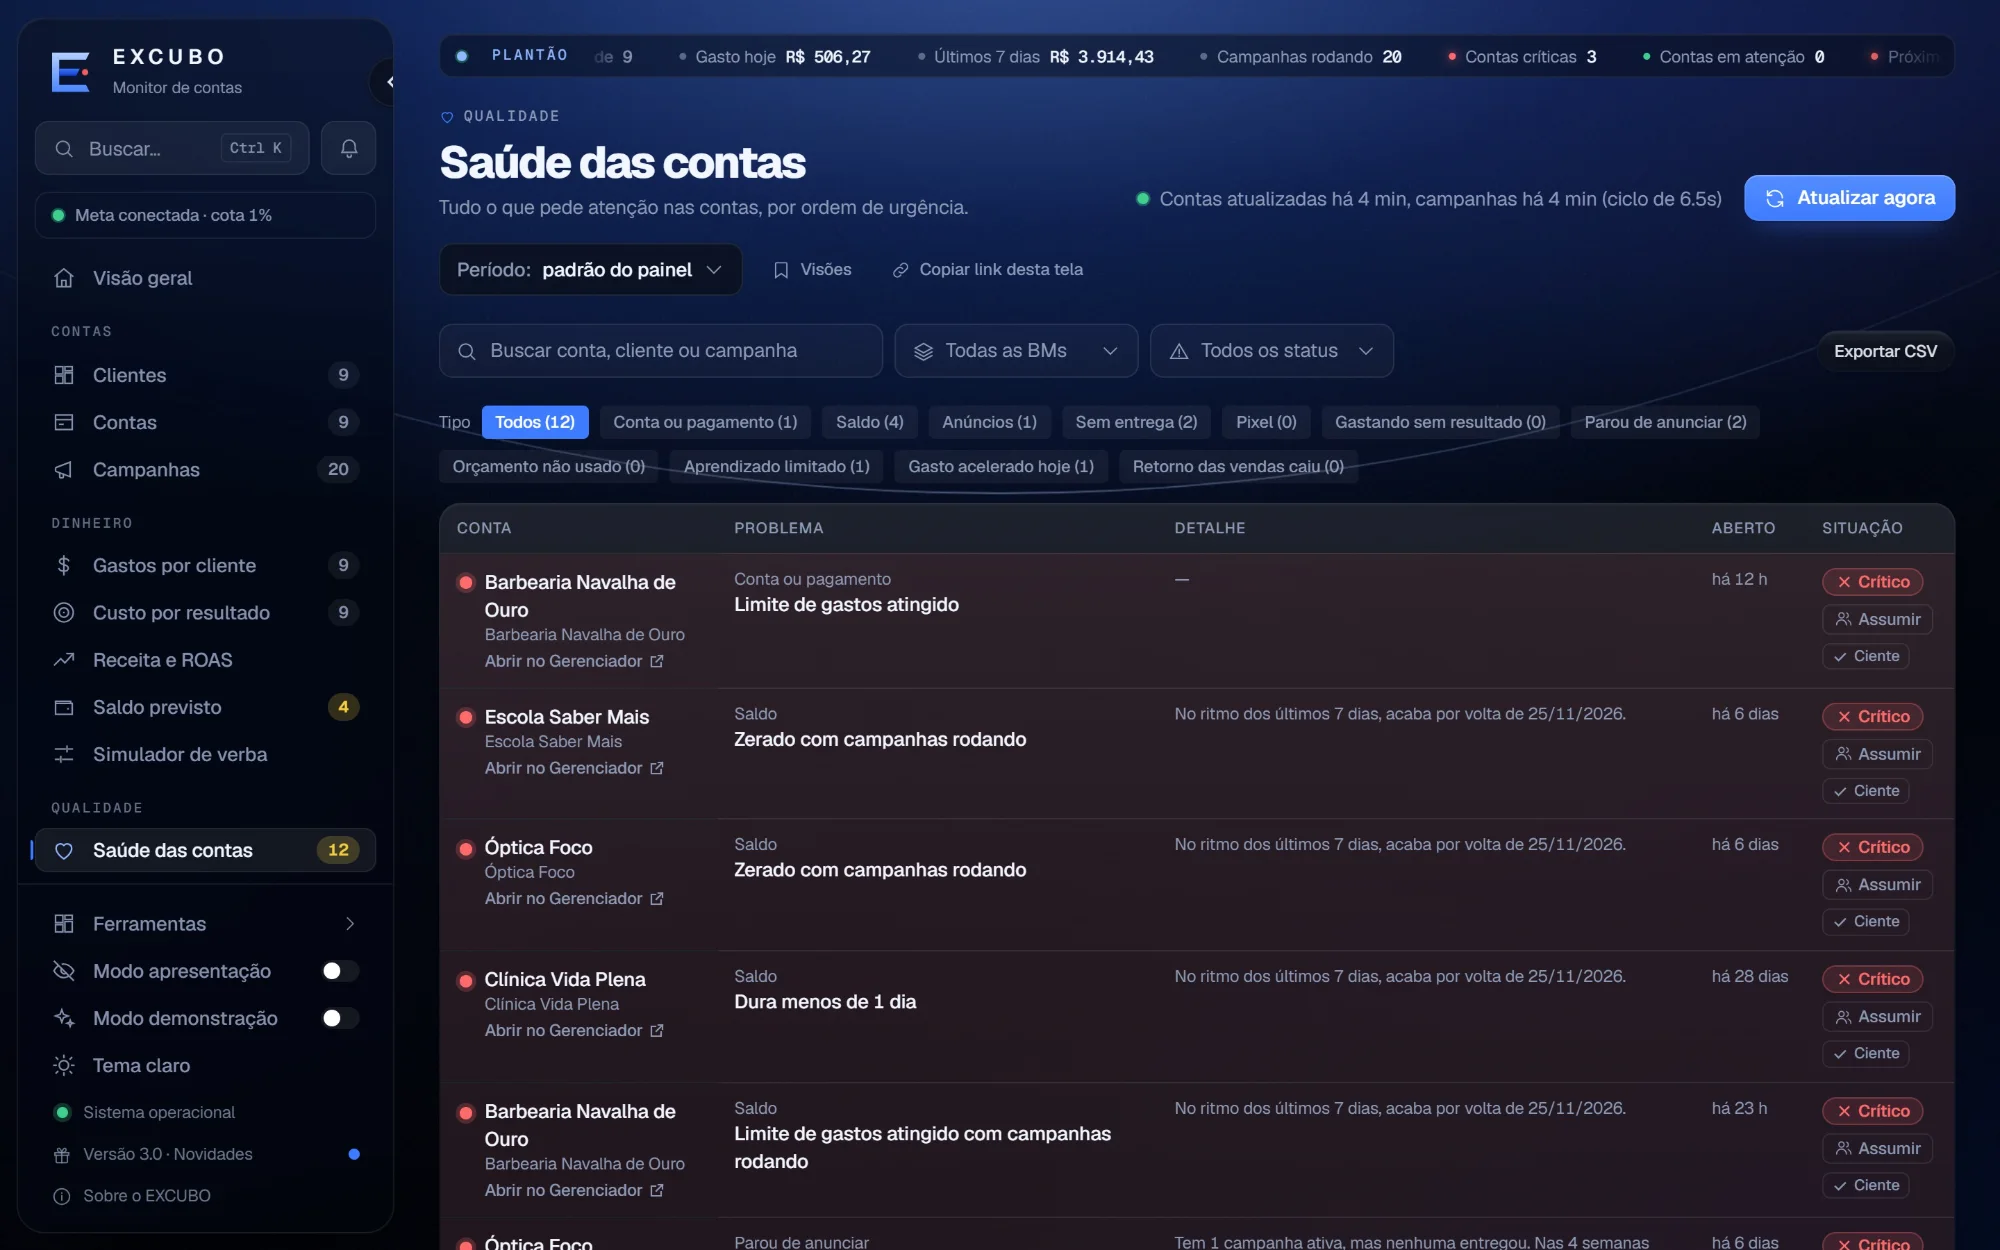 EXCUBO
Monitor de contas
Buscar...
Ctrl K
Meta conectada · cota 1%
Visão geral
CONTAS
Clientes 9
Contas 9
Campanhas 20
DINHEIRO
Gastos por cliente 9
Custo por resultado 9
Receita e ROAS
Saldo previsto 4
Simulador de verba
QUALIDADE
Saúde das contas 12
Ferramentas
Modo apresentação
Modo demonstração
Tema claro
Sistema operacional
Versão 3.0 · Novidades
Sobre o EXCUBO
PLANTÃO de 9 Gasto hoje R$ 506,27 Últimos 7 dias R$ 3.914,43 Campanhas rodando 20 Contas críticas 3 Contas em atenção 0 Próxim
QUALIDADE
Saúde das contas
Tudo o que pede atenção nas contas, por ordem de urgência.
Contas atualizadas há 4 min, campanhas há 4 min (ciclo de 6.5s)
Atualizar agora
Período: padrão do painel
Visões
Copiar link desta tela
Buscar conta, cliente ou campanha
Todas as BMs
Todos os status
Exportar CSV
Tipo Todos (12) Conta ou pagamento (1) Saldo (4) Anúncios (1) Sem entrega (2) Pixel (0) Gastando sem resultado (0) Parou de anunciar (2)
Orçamento não usado (0) Aprendizado limitado (1) Gasto acelerado hoje (1) Retorno das vendas caiu (0)
CONTA PROBLEMA DETALHE ABERTO SITUAÇÃO
Barbearia Navalha de
Ouro
Barbearia Navalha de Ouro
Abrir no Gerenciador
Conta ou pagamento
Limite de gastos atingido
—
há 12 h
Crítico
Assumir
Ciente
Escola Saber Mais
Escola Saber Mais
Abrir no Gerenciador
Saldo
Zerado com campanhas rodando
No ritmo dos últimos 7 dias, acaba por volta de 25/11/2026.
há 6 dias
Crítico
Assumir
Ciente
Óptica Foco
Óptica Foco
Abrir no Gerenciador
Saldo
Zerado com campanhas rodando
No ritmo dos últimos 7 dias, acaba por volta de 25/11/2026.
há 6 dias
Crítico
Assumir
Ciente
Clínica Vida Plena
Clínica Vida Plena
Abrir no Gerenciador
Saldo
Dura menos de 1 dia
No ritmo dos últimos 7 dias, acaba por volta de 25/11/2026.
há 28 dias
Crítico
Assumir
Ciente
Barbearia Navalha de
Ouro
Barbearia Navalha de Ouro
Abrir no Gerenciador
Saldo
Limite de gastos atingido com campanhas
rodando
No ritmo dos últimos 7 dias, acaba por volta de 25/11/2026.
há 23 h
Crítico
Assumir
Ciente
Óptica Foco
Parou de anunciar
Tem 1 campanha ativa, mas nenhuma entregou. Nas 4 semanas
há 6 dias
Crítico